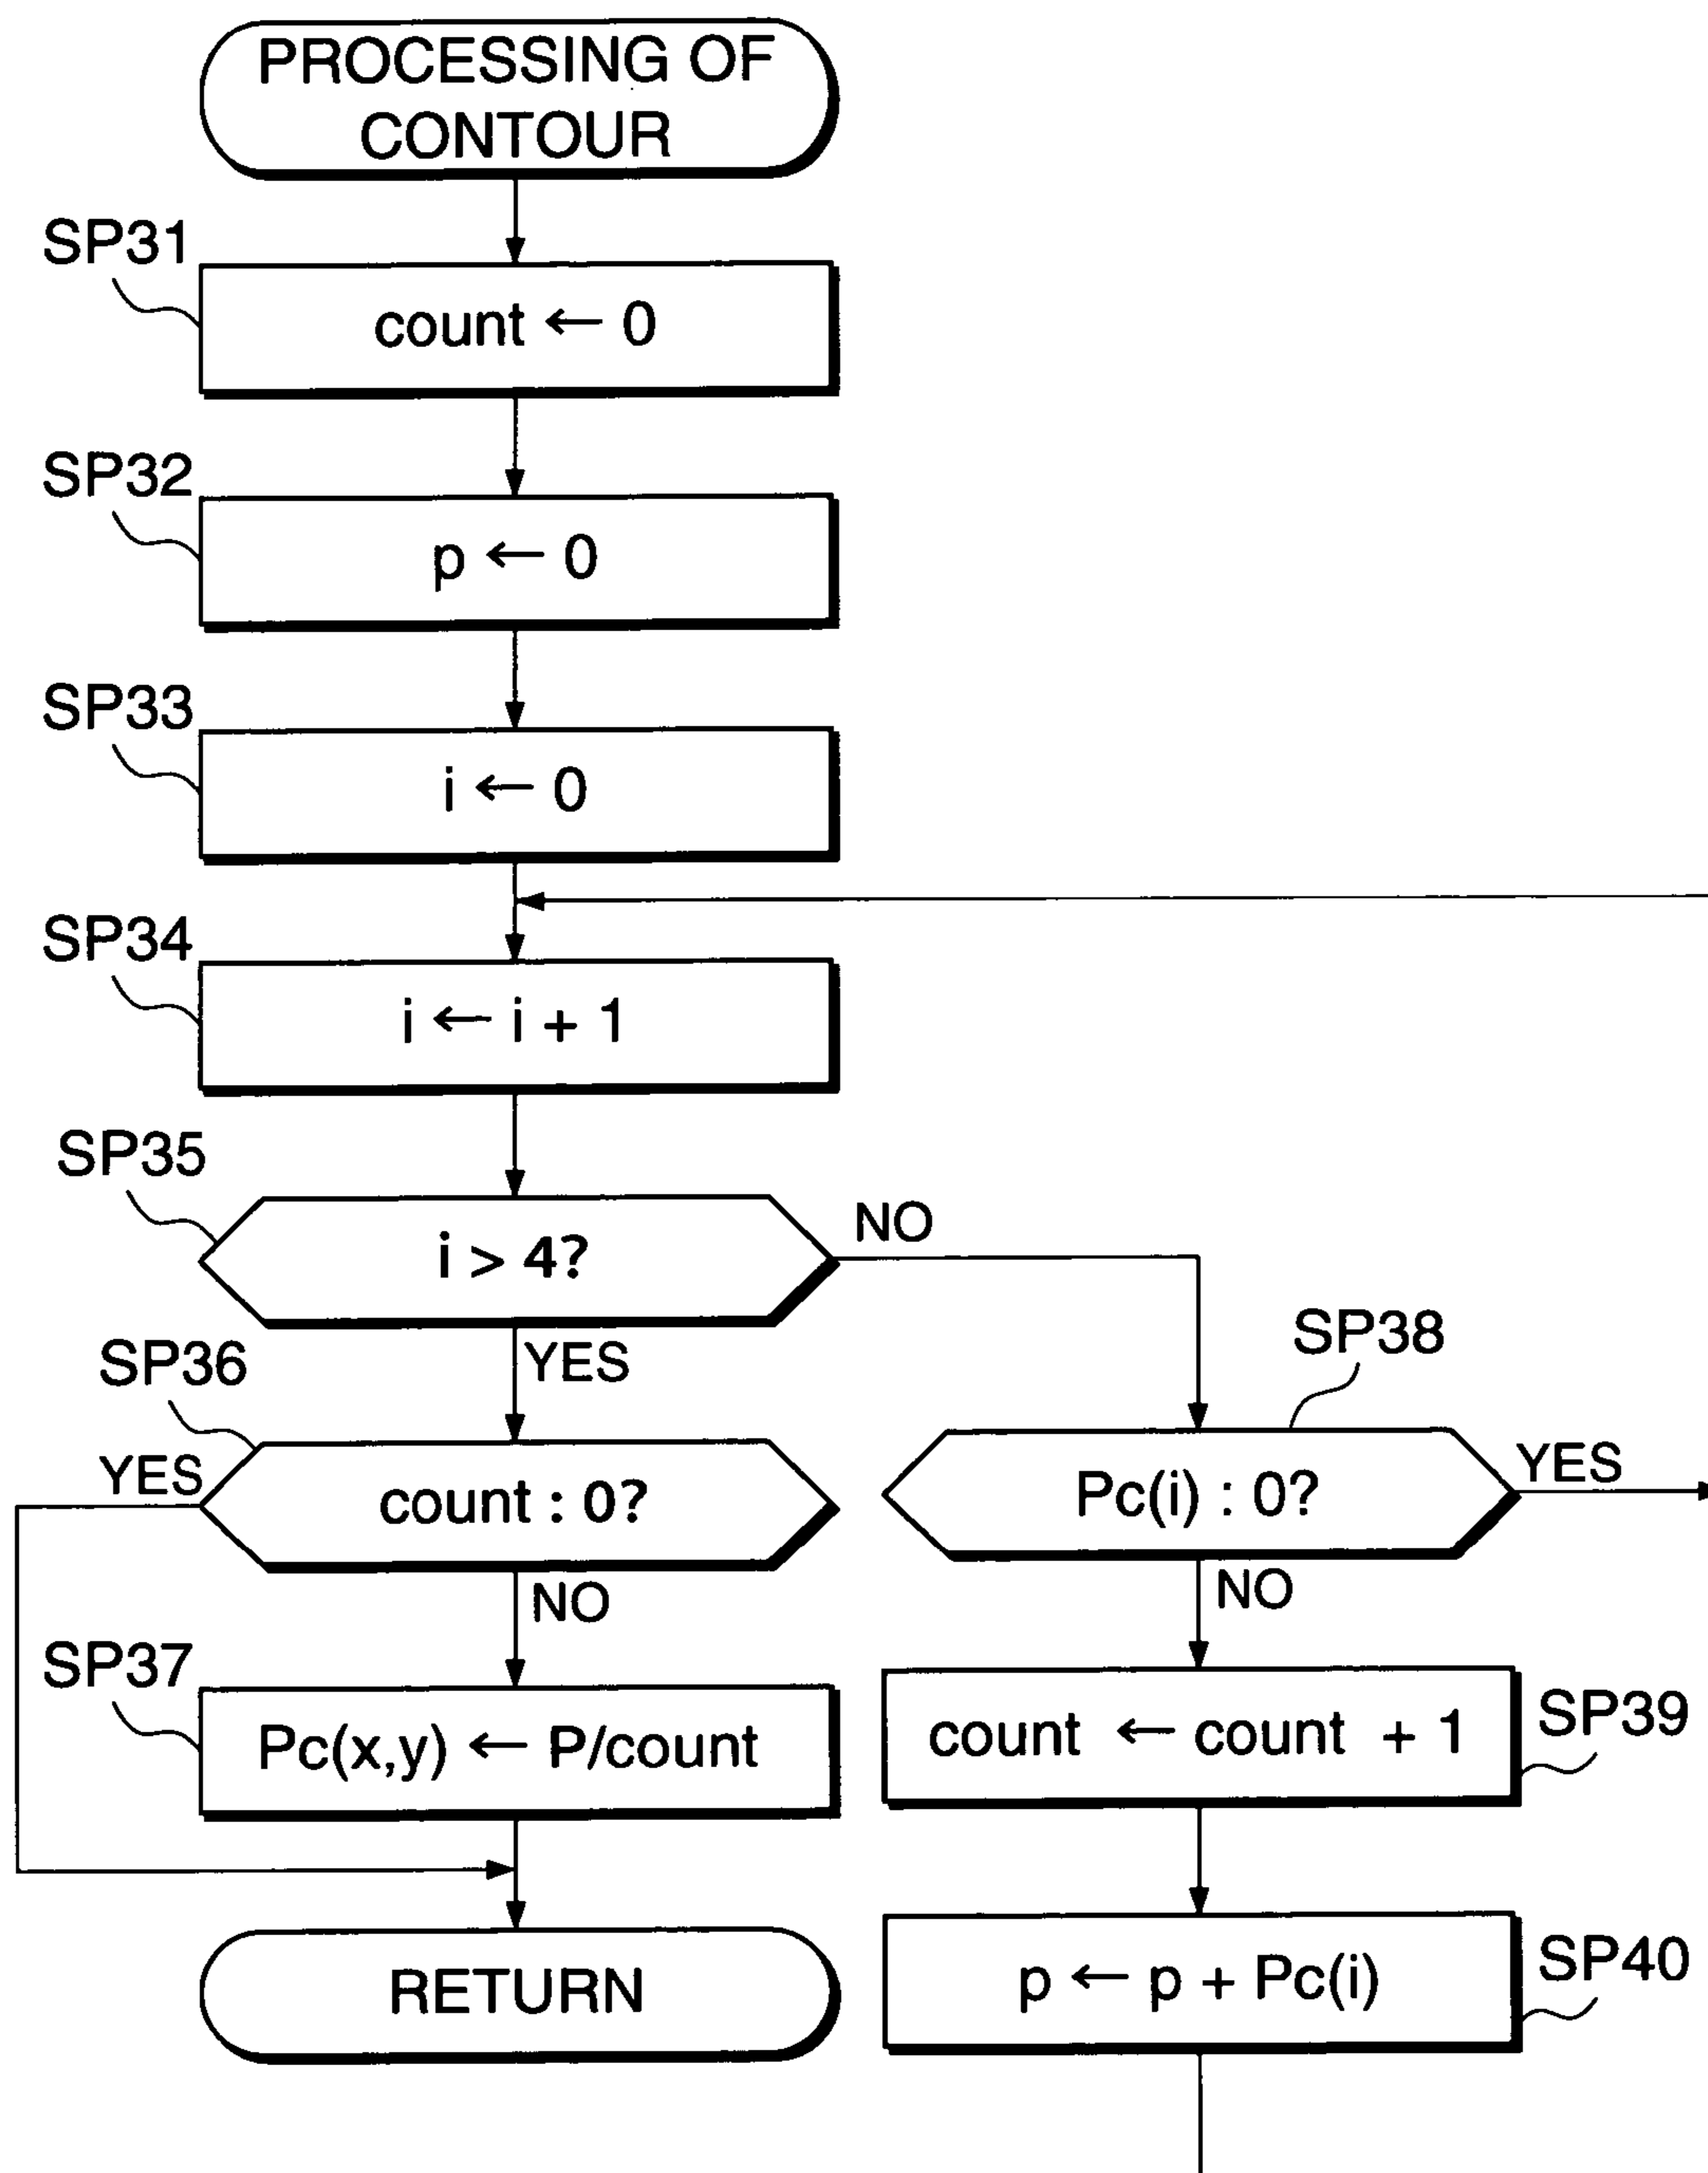 PROCESSING OF
CONTOUR
SP31
count ← 0
SP32
p ← 0
SP33
i ← 0
SP34
i ← i + 1
SP35
i > 4?
NO
YES
SP36
YES
count : 0?
NO
SP37
Pc(x,y) ← P/count
RETURN
SP38
Pc(i) : 0?
YES
NO
count ← count + 1
SP39
p ← p + Pc(i)
SP40